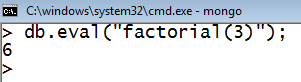 C:\windows\system32\cmd.exe - mongo
> db.eval("factorial(3)");
6
>